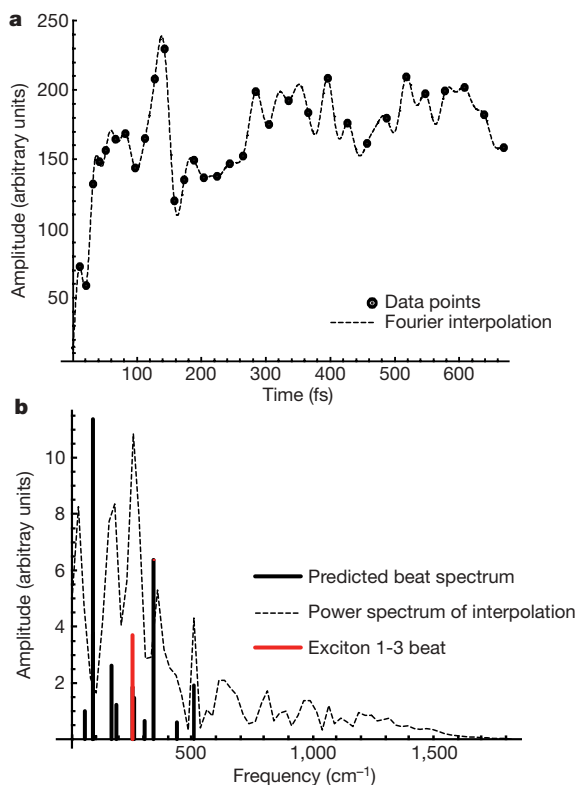 a
250
200
150
100
50
Amplitude (arbitrary units)
100 200 300 400 500 600
Time (fs)
Data points
Fourier interpolation
b
10
8
6
4
2
Amplitude (arbitray units)
500 1,000 1,500
Frequency (cm⁻¹)
Predicted beat spectrum
Power spectrum of interpolation
Exciton 1-3 beat